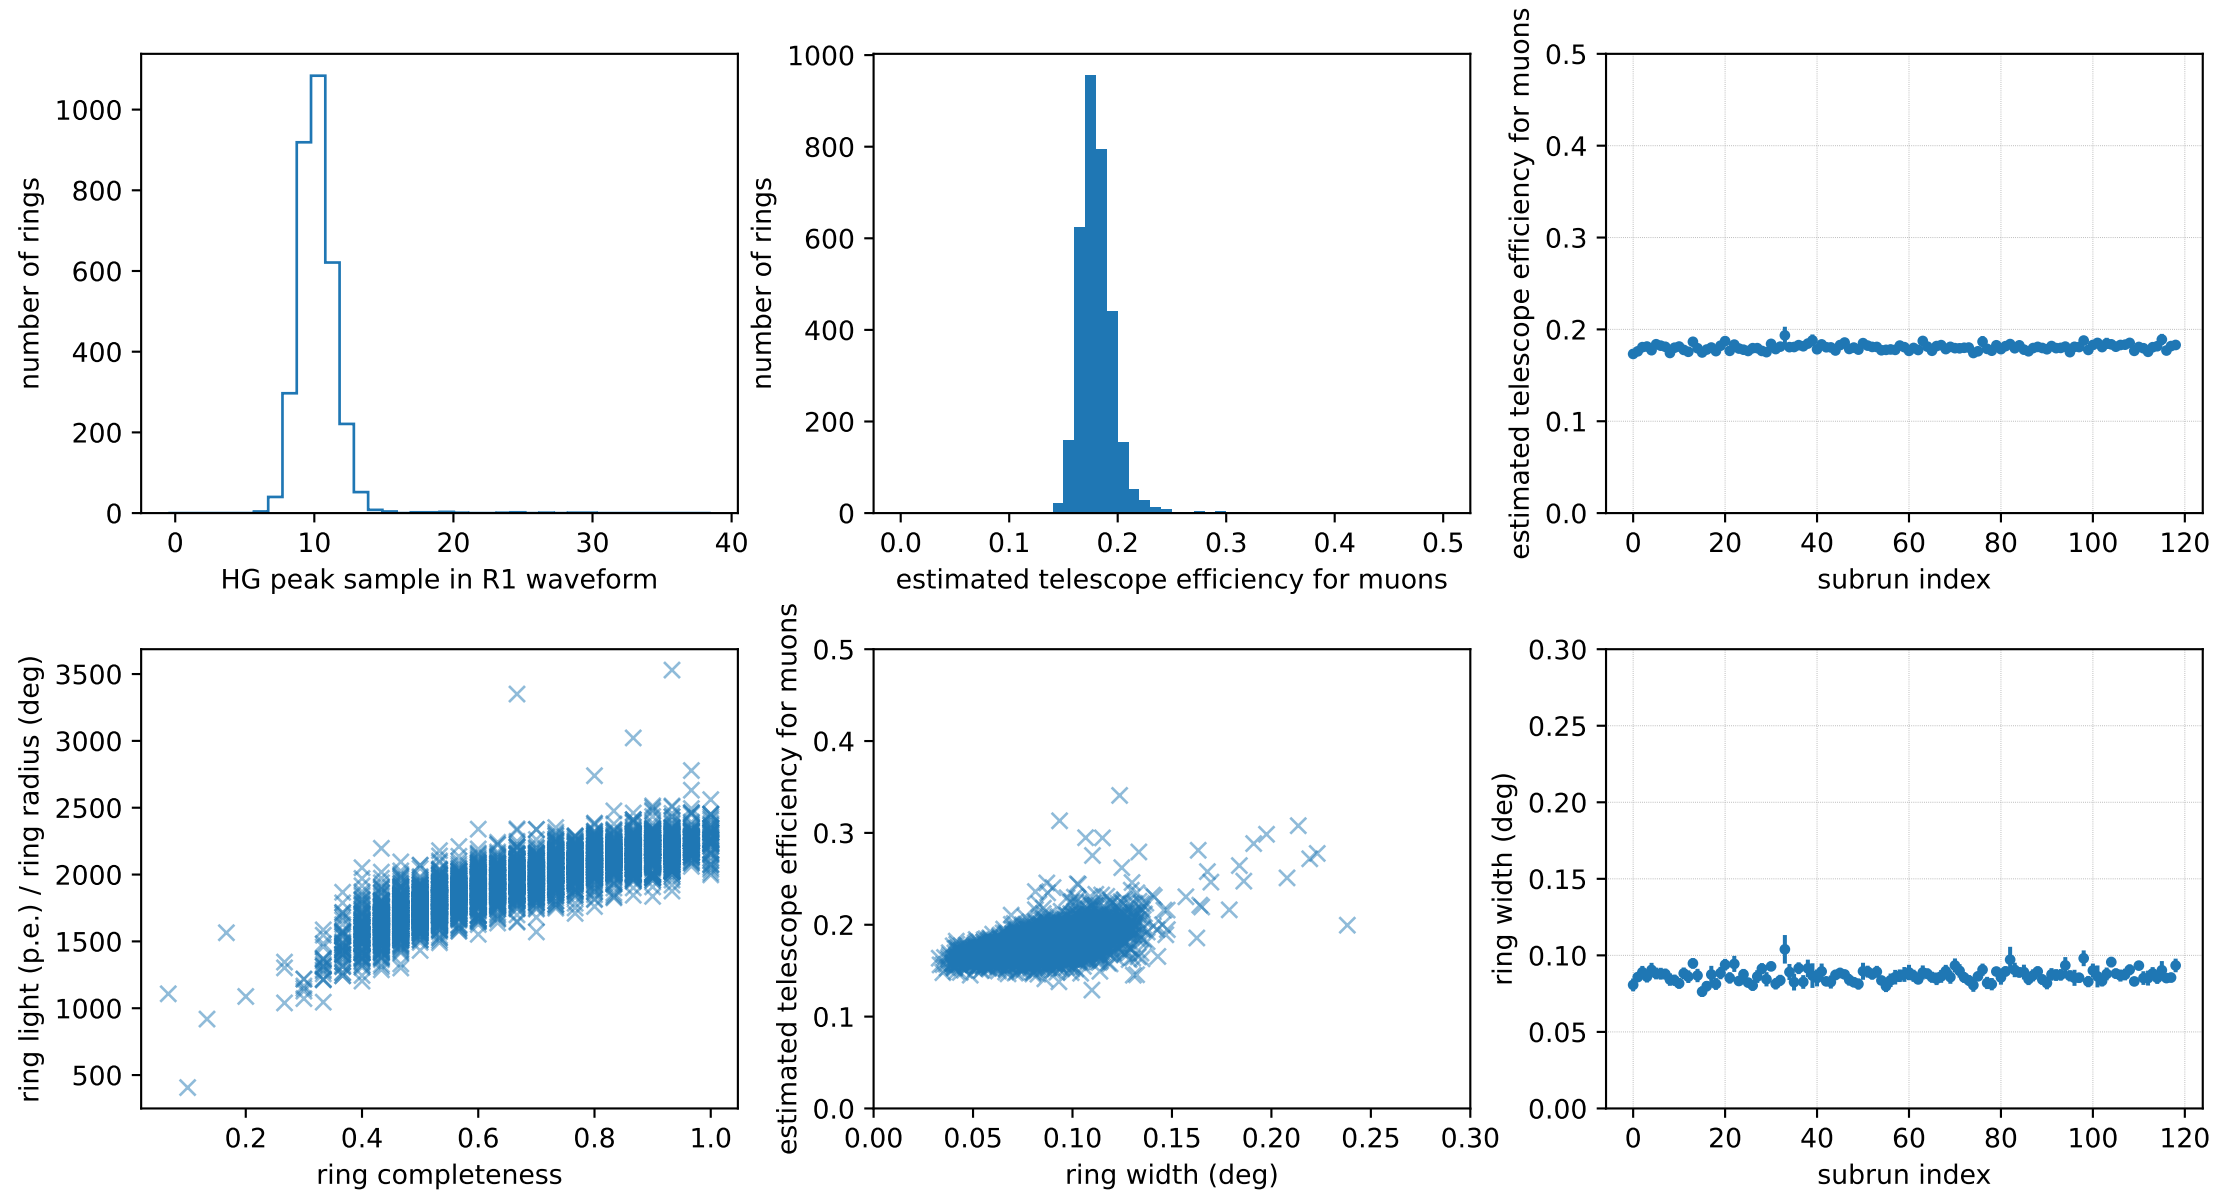 1000
800
600
400
200
0
number of rings
0 10 20 30 40
HG peak sample in R1 waveform
1000
800
600
400
200
0
number of rings
0.0 0.1 0.2 0.3 0.4 0.5
estimated telescope efficiency for muons
0.5
0.4
0.3
0.2
0.1
0.0
estimated telescope efficiency for muons
0 20 40 60 80 100 120
subrun index
3500
3000
2500
2000
1500
1000
500
ring light (p.e.) / ring radius (deg)
0.2 0.4 0.6 0.8 1.0
ring completeness
0.5
0.4
0.3
0.2
0.1
0.0
estimated telescope efficiency for muons
0.00 0.05 0.10 0.15 0.20 0.25 0.30
ring width (deg)
0.30
0.25
0.20
0.15
0.10
0.05
0.00
ring width (deg)
0 20 40 60 80 100 120
subrun index